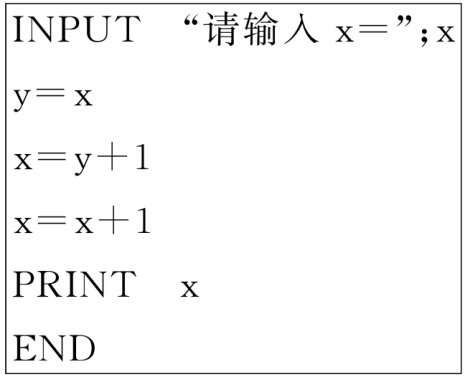 INPUT “请输入 x=”;x
y=x
x=y+1
x=x+1
PRINT x
END